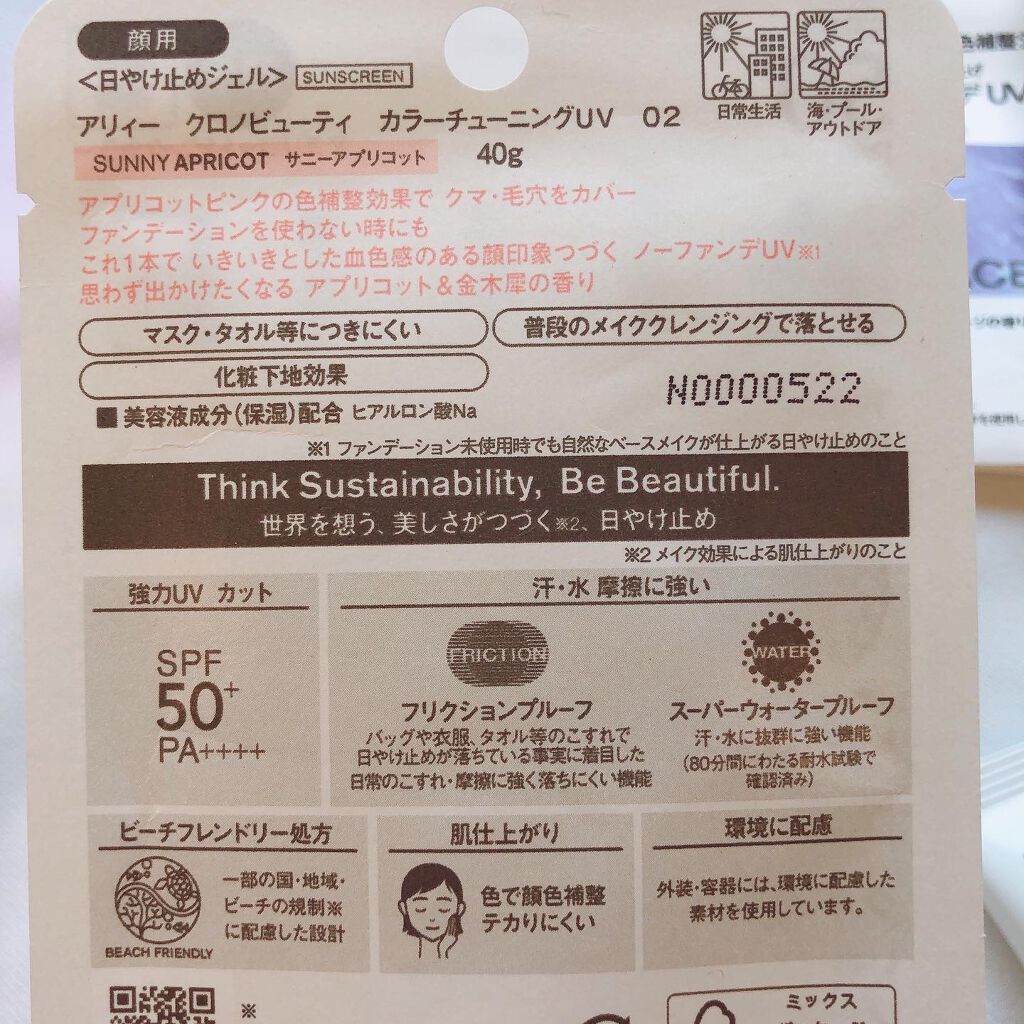 顔用
<日やけ止めジェル> SUNSCREEN
アリィー クロノビューティ カラーチューニングUV 02
SUNNY APRICOT サニーアプリコット 40g
日常生活
海・プール・
アウトドア
アプリコットピンクの色補整効果で クマ・毛穴をカバー
ファンデーションを使わない時にも
これ1本で いきいきとした血色感のある顔印象つづく ノーファンデUV※1
思わず出かけたくなる アプリコット&金木犀の香り
マスク・タオル等につきにくい
普段のメイククレンジングで落とせる
化粧下地効果
■美容液成分(保湿)配合 ヒアルロン酸Na
N0000522
※1 ファンデーション未使用時でも自然なベースメイクが仕上がる日やけ止めのこと
Think Sustainability, Be Beautiful.
世界を想う、美しさがつづく※2、日やけ止め
※2 メイク効果による肌仕上がりのこと
強力UV カット
SPF
50+
PA++++
汗・水 摩擦に強い
FRICTION
フリクションプルーフ
バッグや衣服、タオル等のこすれで
日やけ止めが落ちている事実に着目した
日常のこすれ・摩擦に強く落ちにくい機能
WATER
スーパーウォータープルーフ
汗・水に抜群に強い機能
(80分間にわたる耐水試験で
確認済み)
ビーチフレンドリー処方
一部の国・地域・
ビーチの規制※
に配慮した設計
BEACH FRIENDLY
肌仕上がり
色で顔色補整
テカりにくい
環境に配慮
外装・容器には、環境に配慮した
素材を使用しています。
※
ミックス
色補整
UV